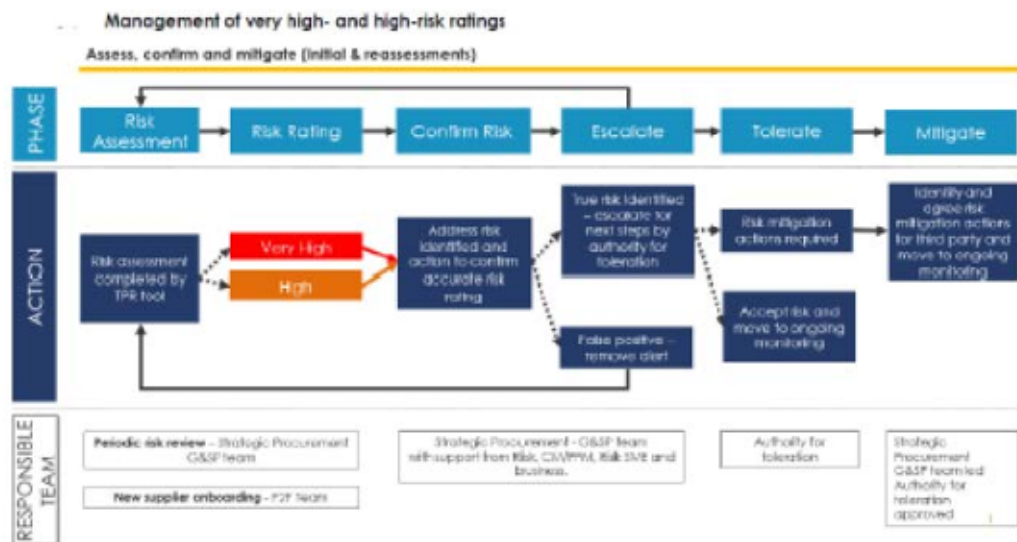 Management of very high- and high-risk ratings
Assess, confirm and mitigate (initial & reassessments)
PHASE
Risk
Assessment
Risk Rating
Confirm Risk
Escalate
Tolerate
Mitigate
ACTION
Risk assessment
completed by
TPR tool
Very High
High
Address risk
identified and
action to confirm
accurate risk
rating
True risk identified
– escalate for
next steps by
authority for
toleration
False positive –
remove alert
Risk mitigation
actions required
Accept risk and
move to ongoing
monitoring
Identify and
agree risk
mitigation actions
for third party and
move to ongoing
monitoring
RESPONSIBLE
TEAM
Periodic risk review – Strategic Procurement
G&SP team
New supplier onboarding - P2P Team
Strategic Procurement - G&SP team
with support from Risk, CM/PPM, Risk SME and
business.
Authority for
toleration
Strategic
Procurement
G&SP team led
Authority for
toleration
approved